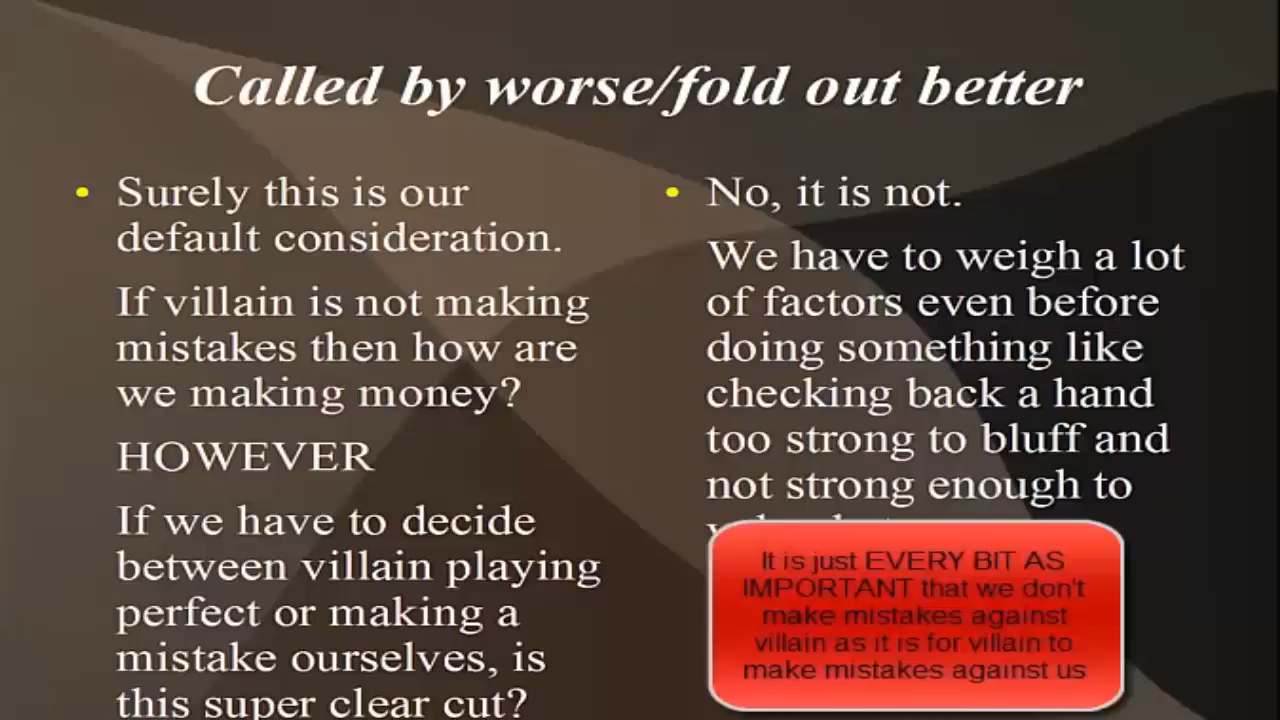 Called by worse/fold out better
Surely this is our
default consideration.
If villain is not making
mistakes then how are
we making money?
HOWEVER
If we have to decide
between villain playing
perfect or making a
mistake ourselves, is
this super clear cut?
No, it is not.
We have to weigh a lot
of factors even before
doing something like
checking back a hand
too strong to bluff and
not strong enough to
It is just EVERY BIT AS
IMPORTANT that we don't
make mistakes against
villain as it is for villain to
make mistakes against us